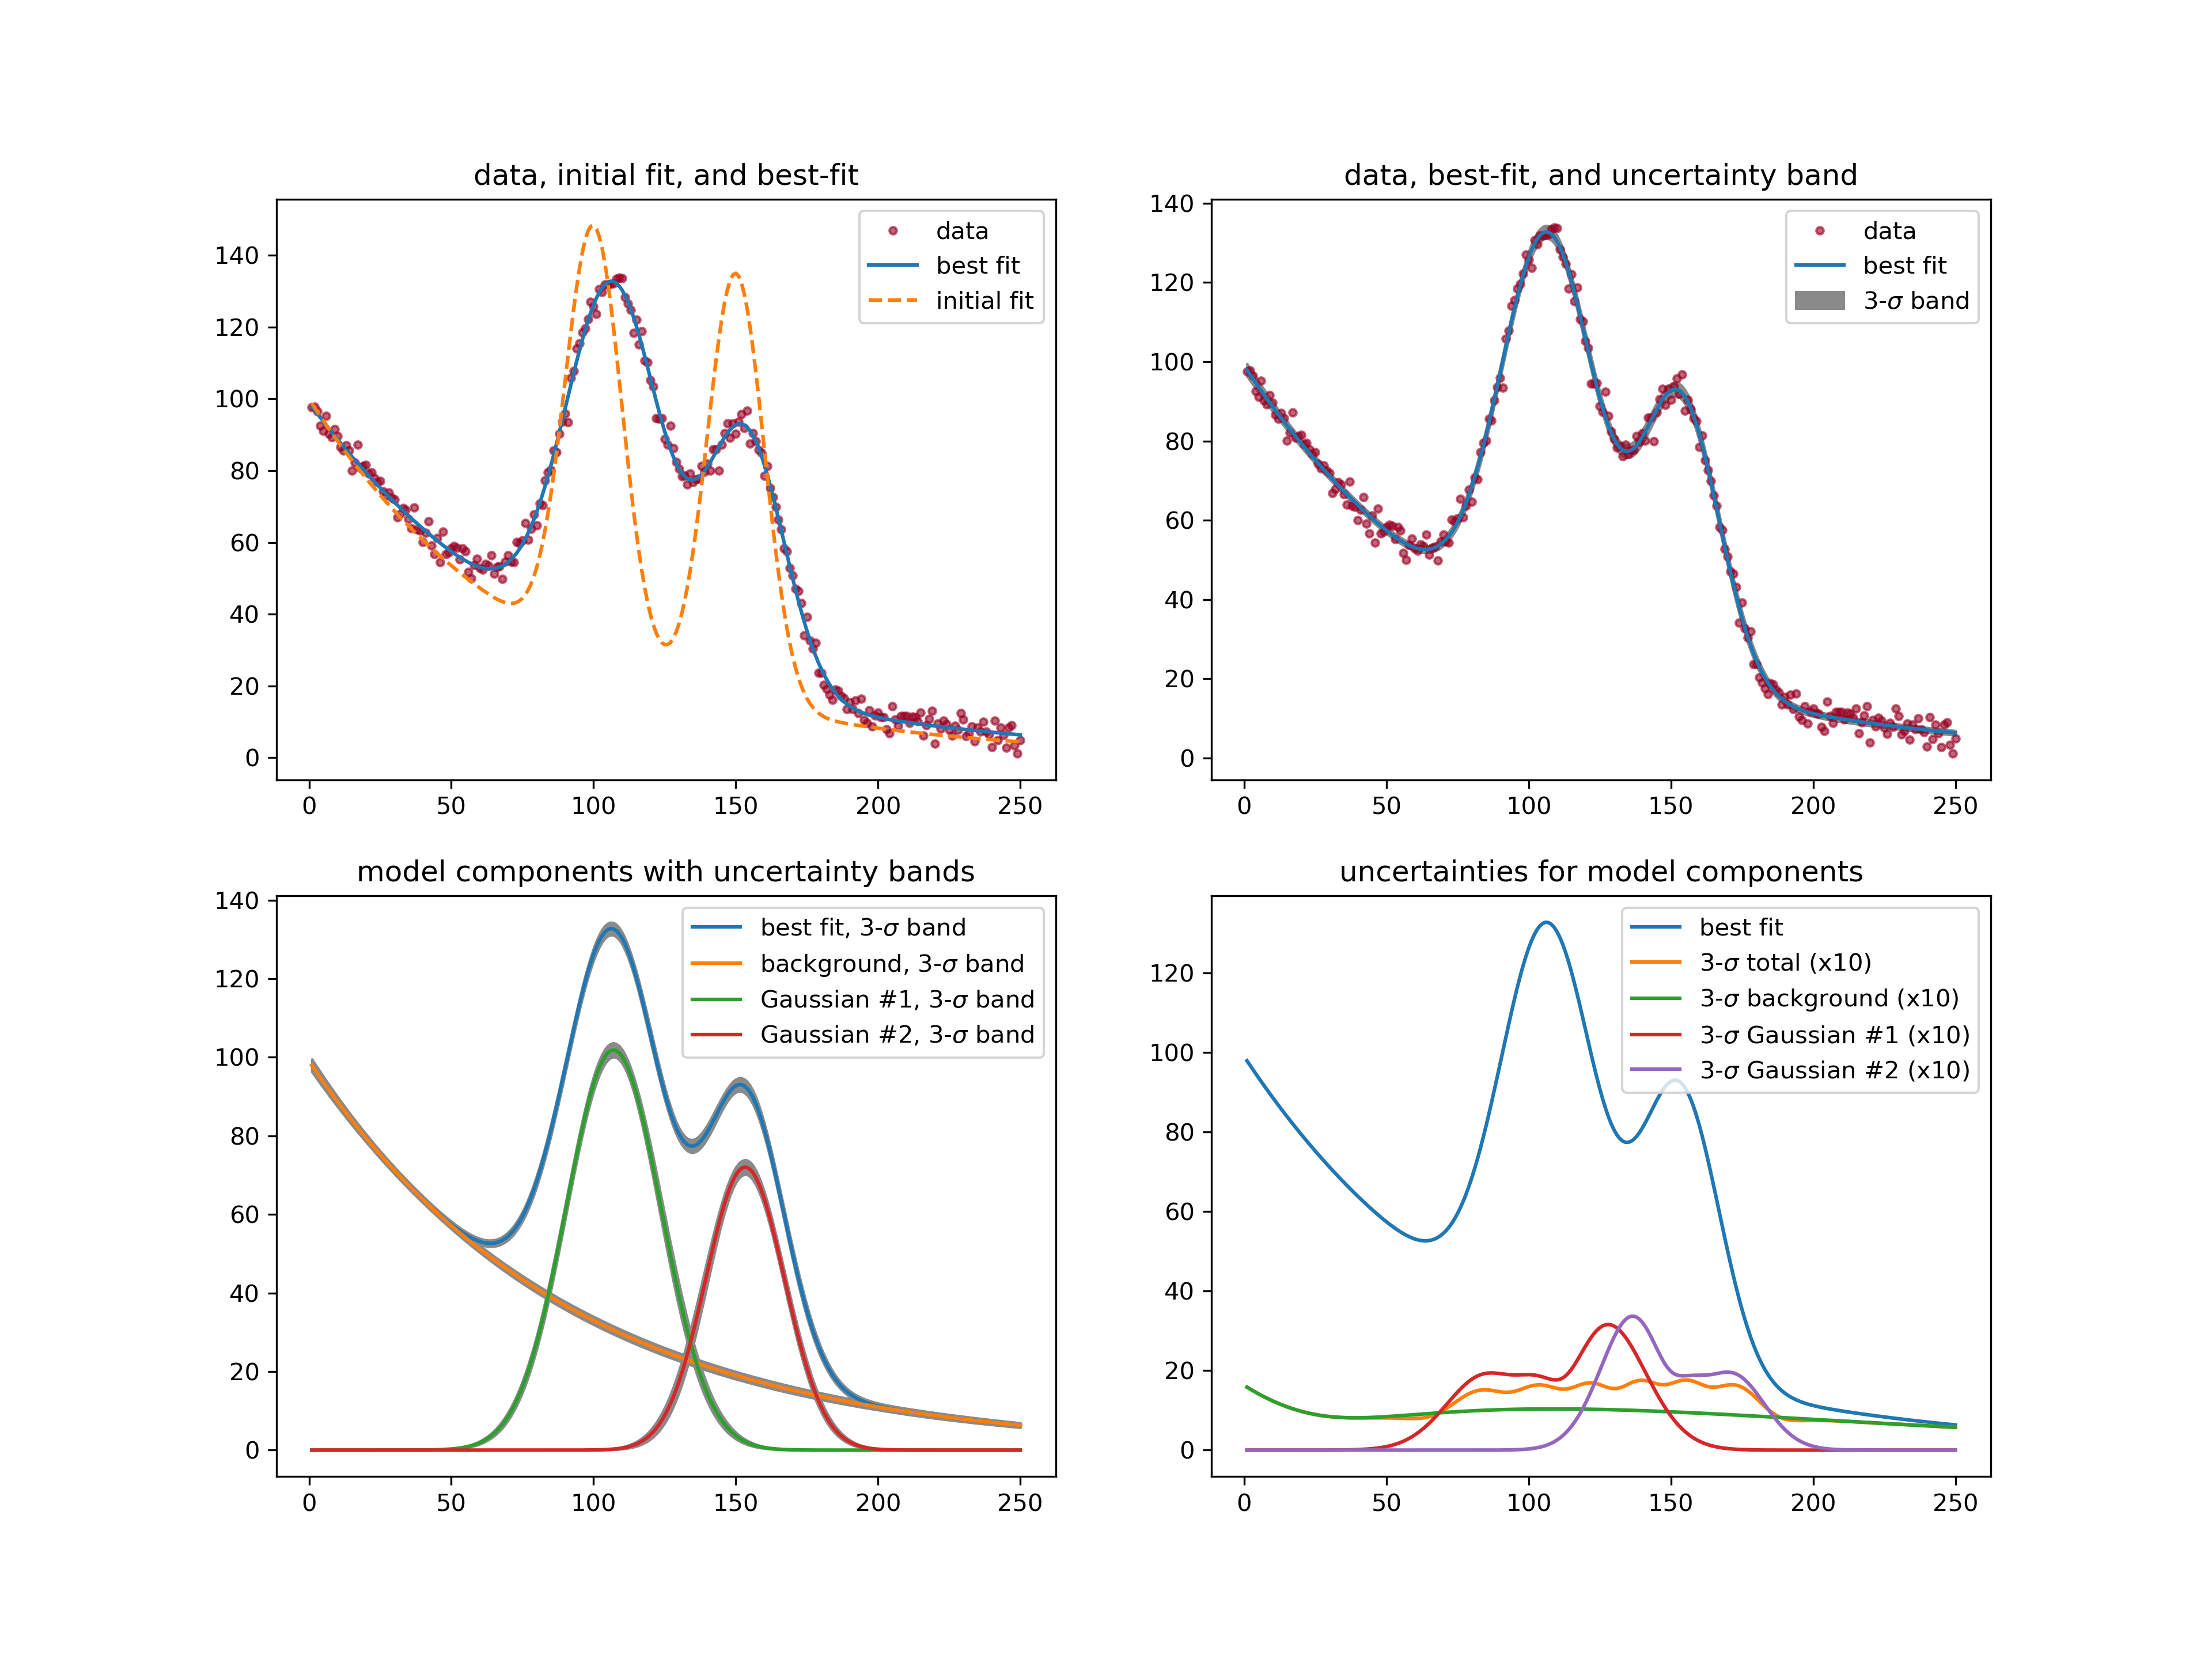 data, initial fit, and best-fit
data
best fit
initial fit
140
120
100
80
60
40
20
0
0 50 100 150 200 250
data, best-fit, and uncertainty band
data
best fit
3-σ band
140
120
100
80
60
40
20
0
0 50 100 150 200 250
model components with uncertainty bands
best fit, 3-σ band
background, 3-σ band
Gaussian #1, 3-σ band
Gaussian #2, 3-σ band
140
120
100
80
60
40
20
0
0 50 100 150 200 250
uncertainties for model components
best fit
3-σ total (x10)
3-σ background (x10)
3-σ Gaussian #1 (x10)
3-σ Gaussian #2 (x10)
120
100
80
60
40
20
0
0 50 100 150 200 250